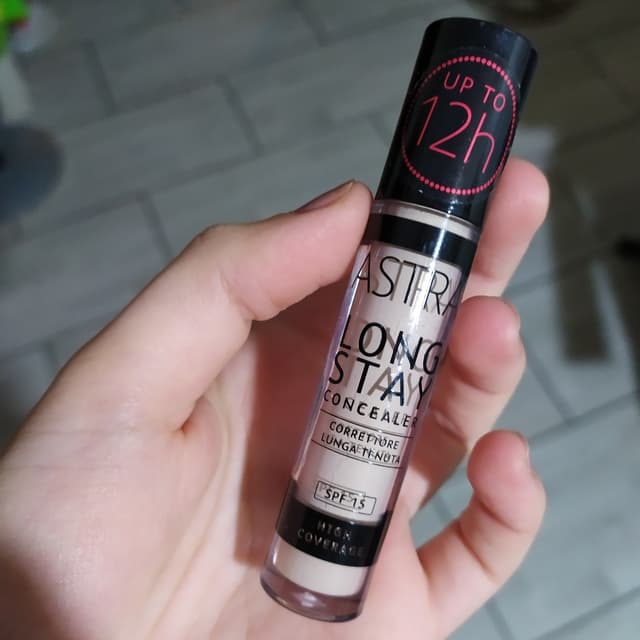 UP TO
12h
ASTRA
LONG
STAY
CONCEALER
CORRETTORE
LUNGA TENUTA
SPF 15
HIGH
COVERAGE